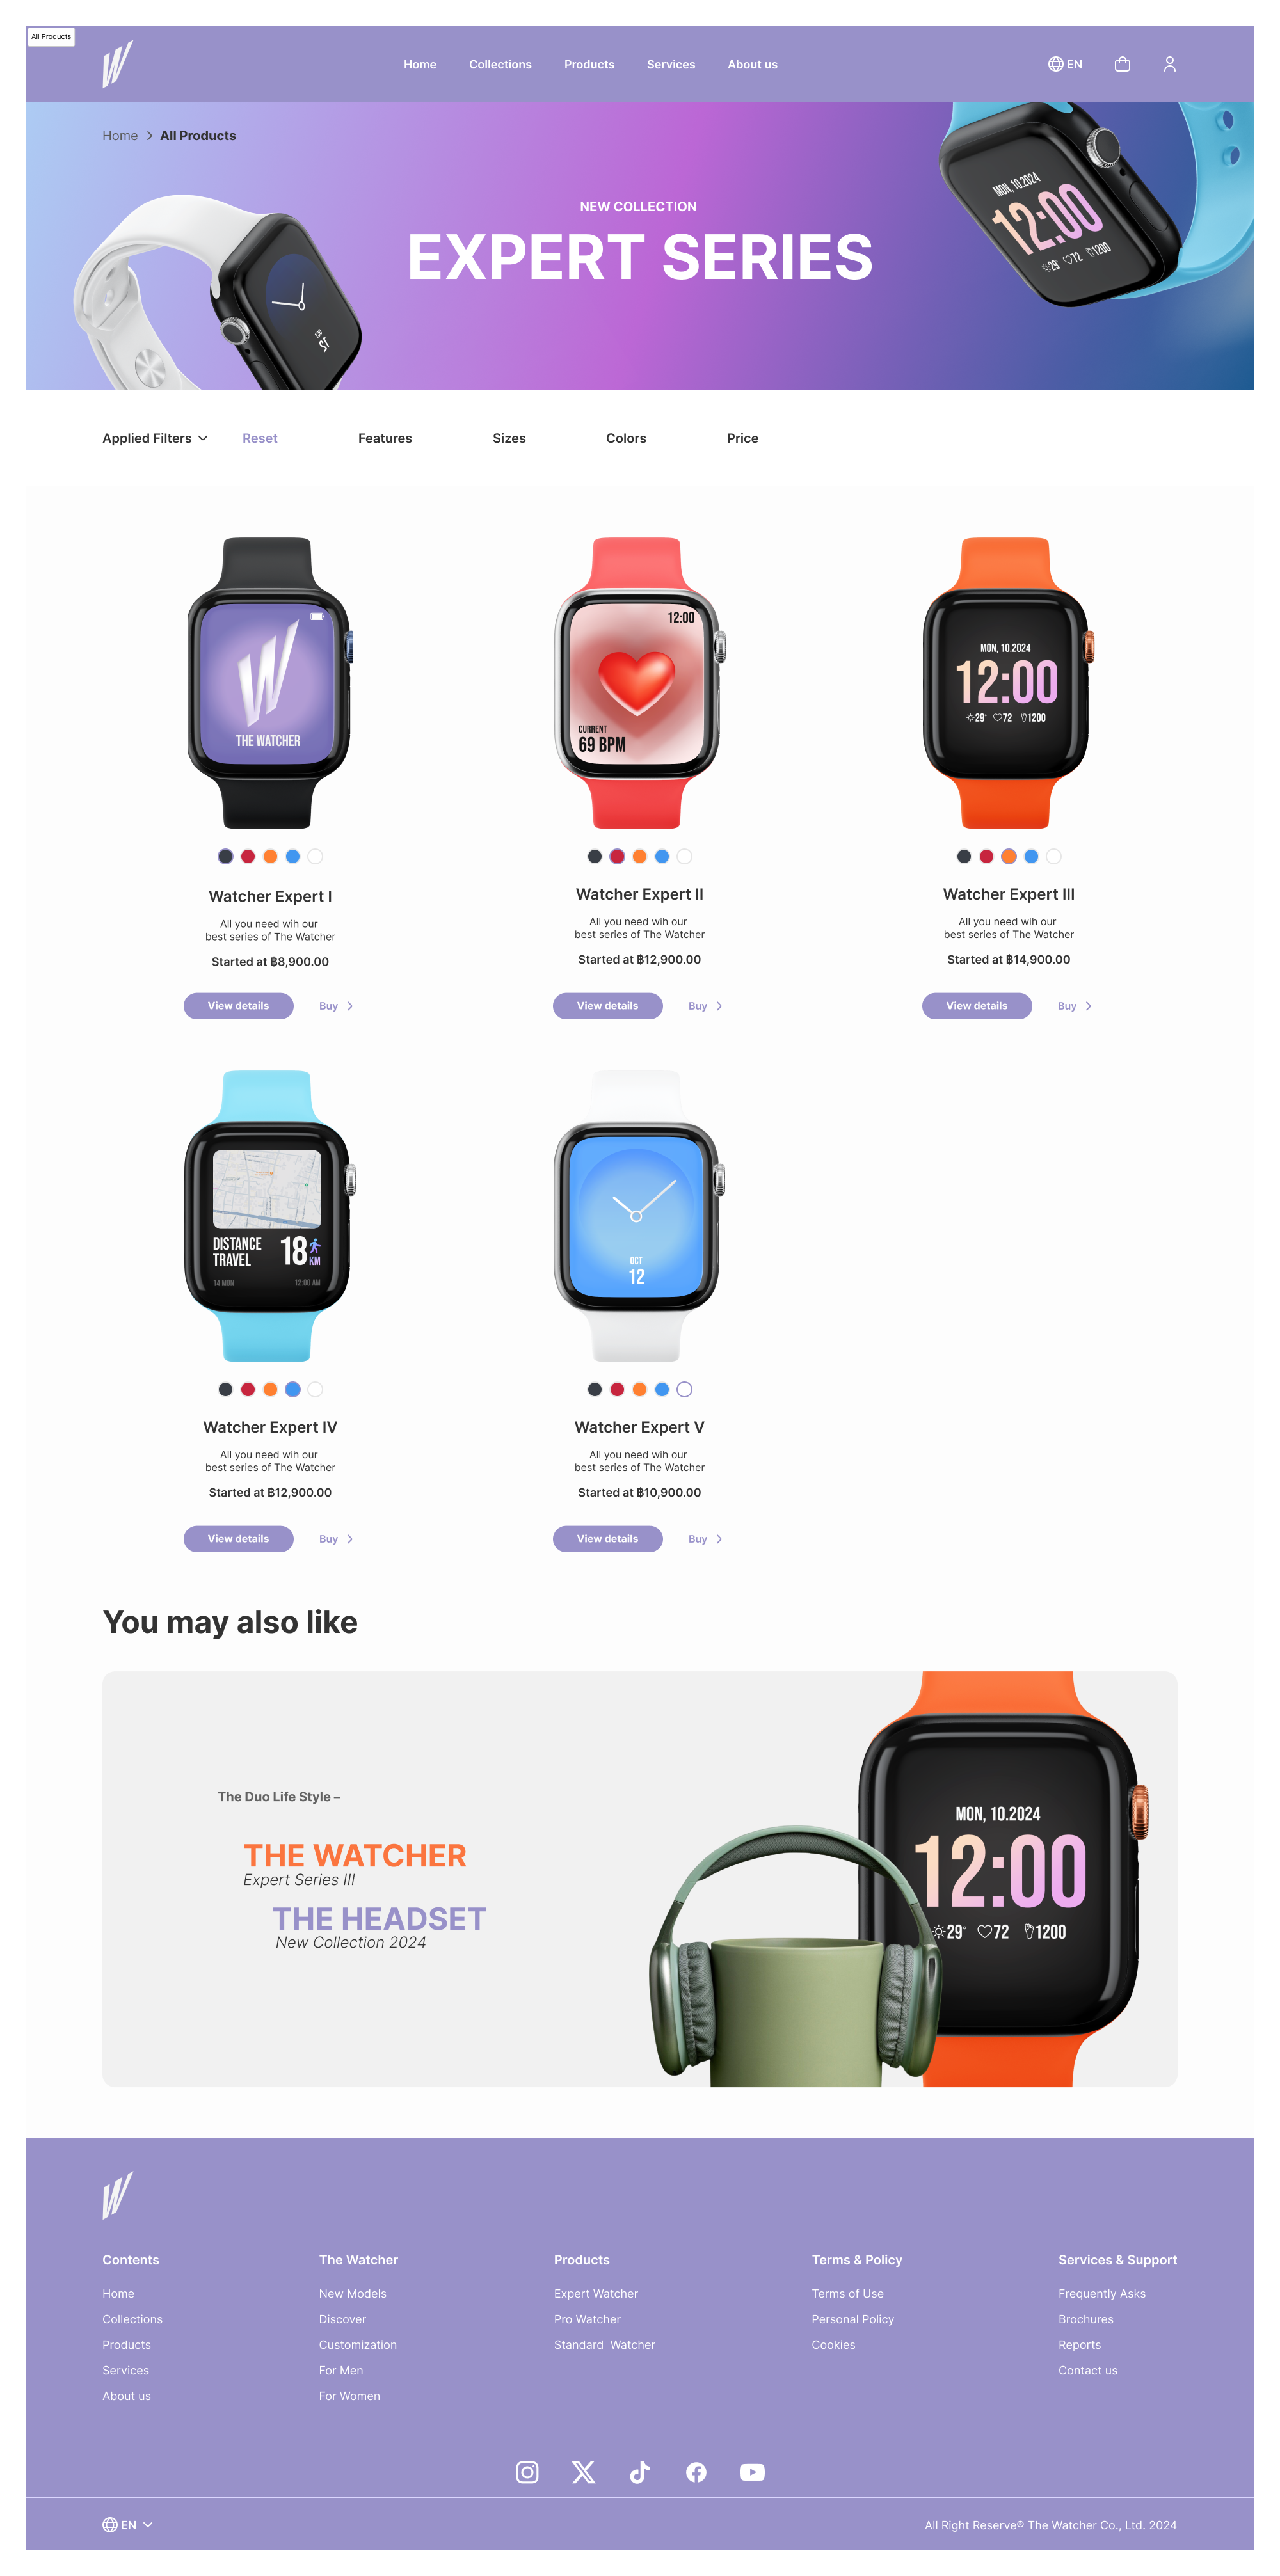 All Products
W
Home Collections Products Services About us EN
Home > All Products
NEW COLLECTION
EXPERT SERIES
MON, 10.2024
12:00
29° 72 1200
Applied Filters Reset Features Sizes Colors Price
W
THE WATCHER
12:00
CURRENT
69 BPM
MON, 10.2024
12:00
29° 72 1200
Watcher Expert I
All you need wih our
best series of The Watcher
Started at ฿8,900.00
View details Buy >
Watcher Expert II
All you need wih our
best series of The Watcher
Started at ฿12,900.00
View details Buy >
Watcher Expert III
All you need wih our
best series of The Watcher
Started at ฿14,900.00
View details Buy >
DISTANCE
TRAVEL
18
KM
14 MON 12:00 AM
OCT
12
Watcher Expert IV
All you need wih our
best series of The Watcher
Started at ฿12,900.00
View details Buy >
Watcher Expert V
All you need wih our
best series of The Watcher
Started at ฿10,900.00
View details Buy >
You may also like
The Duo Life Style –
THE WATCHER
Expert Series III
THE HEADSET
New Collection 2024
MON, 10.2024
12:00
29° 72 1200
W
Contents
Home
Collections
Products
Services
About us
The Watcher
New Models
Discover
Customization
For Men
For Women
Products
Expert Watcher
Pro Watcher
Standard Watcher
Terms & Policy
Terms of Use
Personal Policy
Cookies
Services & Support
Frequently Asks
Brochures
Reports
Contact us
EN
All Right Reserve® The Watcher Co., Ltd. 2024